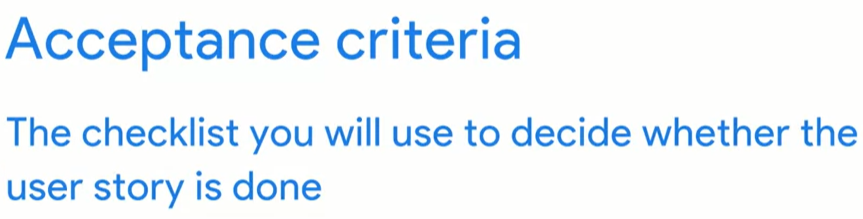 Acceptance criteria
The checklist you will use to decide whether the
user story is done